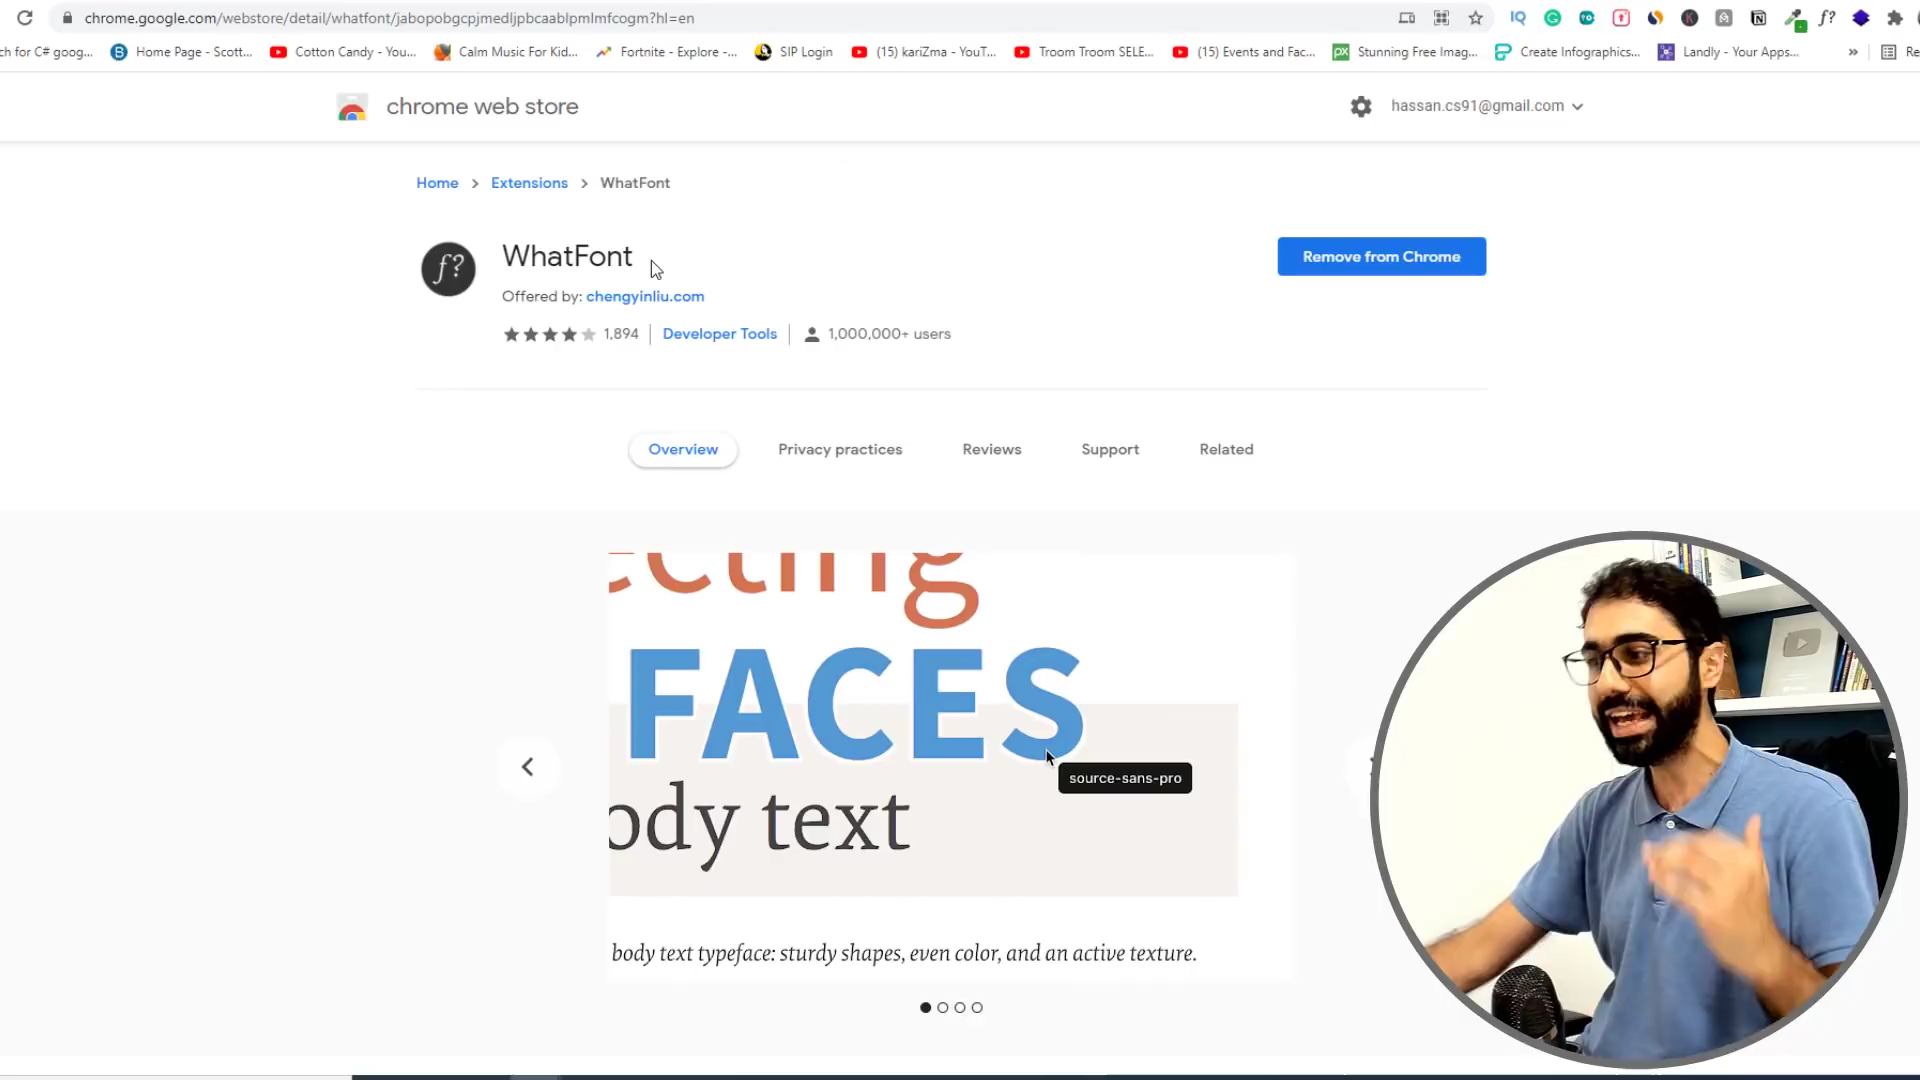 chrome.google.com/webstore/detail/whatfont/jabopobgcpjmedljpbcaablpmlmfcogm?hl=en
ch for C# goog... Home Page - Scott... Cotton Candy - You... Calm Music For Kid... Fortnite - Explore -... SIP Login (15) kariZma - YouT... Troom Troom SELE... (15) Events and Fac... Stunning Free Imag... Create Infographics... Landly - Your Apps... » Re
chrome web store
hassan.cs91@gmail.com
Home > Extensions > WhatFont
f?
WhatFont
Remove from Chrome
Offered by: chengyinliu.com
1,894 | Developer Tools | 1,000,000+ users
Overview Privacy practices Reviews Support Related
ecting
FACES
source-sans-pro
ody text
body text typeface: sturdy shapes, even color, and an active texture.